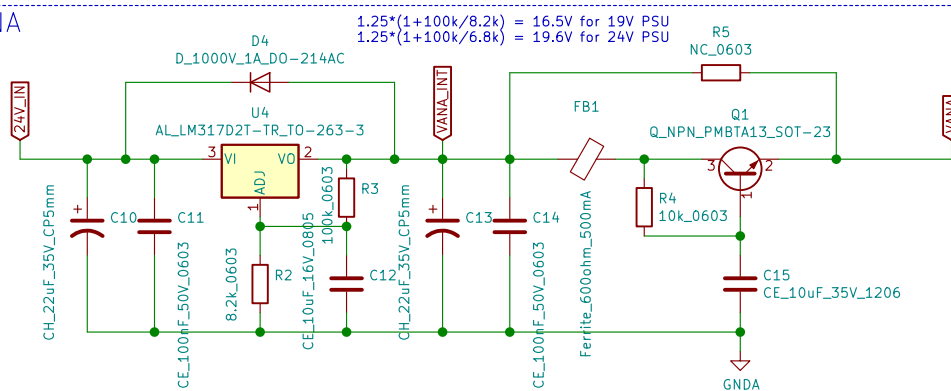 NA
1.25*(1+100k/8.2k) = 16.5V for 19V PSU
1.25*(1+100k/6.8k) = 19.6V for 24V PSU
R5
NC_0603
D4
D_1000V_1A_DO-214AC
24V_IN
U4
AL_LM317D2T-TR_TO-263-3
VANA_INT
FB1
Ferrite_600ohm_500mA
Q1
Q_NPN_PMBTA13_SOT-23
VANA
3
VI
VO
2
ADJ
1
3
2
1
R3
100k_0603
R4
10k_0603
C10
CH_22uF_35V_CP5mm
C11
CE_100nF_50V_0603
R2
8.2k_0603
C12
CE_10uF_16V_0805
C13
CH_22uF_35V_CP5mm
C14
CE_100nF_50V_0603
C15
CE_10uF_35V_1206
GNDA